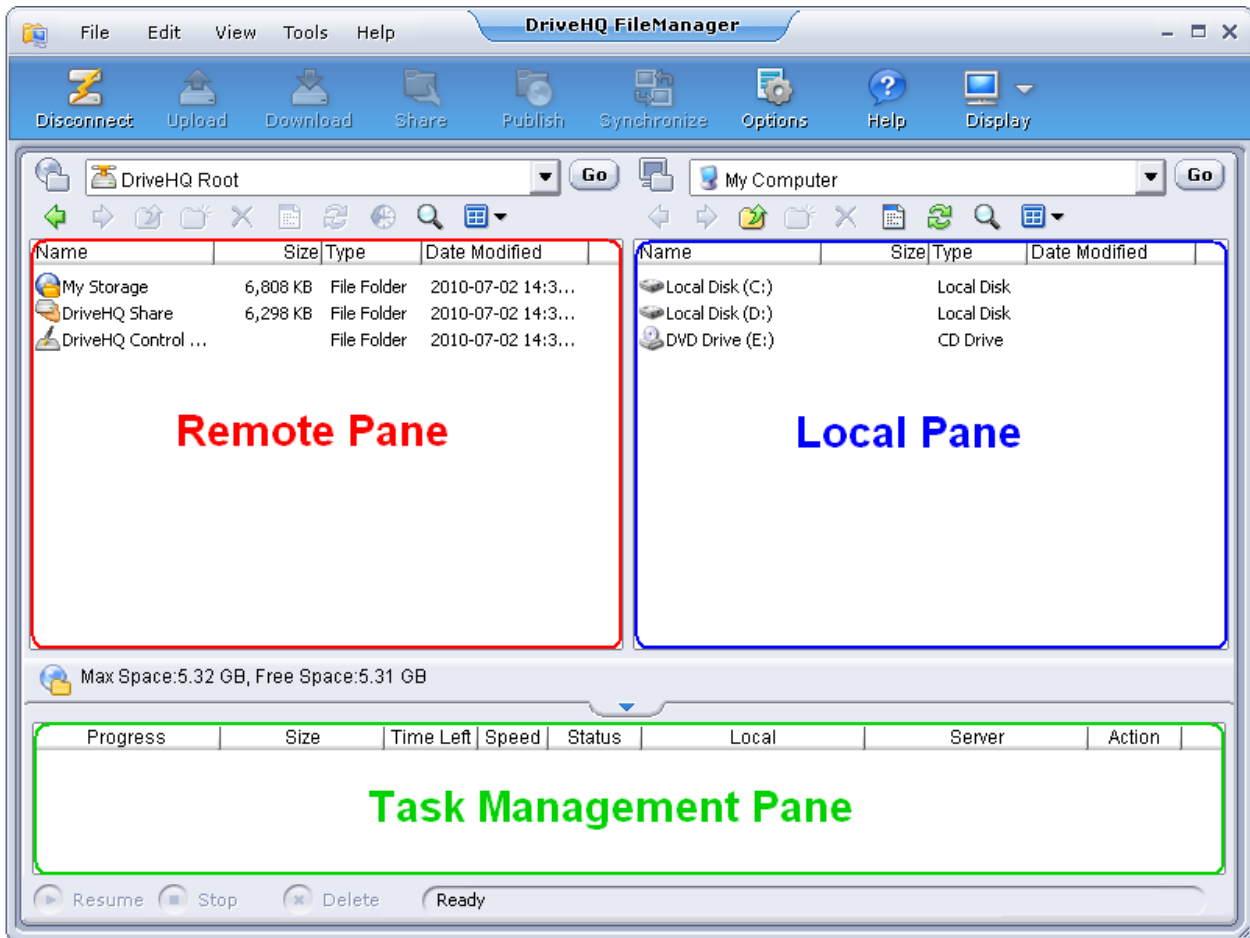 DriveHQ FileManager
File Edit View Tools Help
Disconnect Upload Download Share Publish Synchronize Options Help Display
DriveHQ Root Go My Computer Go
Name Size Type Date Modified Name Size Type Date Modified
My Storage 6,808 KB File Folder 2010-07-02 14:3... Local Disk (C:) Local Disk
DriveHQ Share 6,298 KB File Folder 2010-07-02 14:3... Local Disk (D:) Local Disk
DriveHQ Control ... File Folder 2010-07-02 14:3... DVD Drive (E:) CD Drive
Remote Pane Local Pane
Max Space:5.32 GB, Free Space:5.31 GB
Progress Size Time Left Speed Status Local Server Action
Task Management Pane
Resume Stop Delete Ready